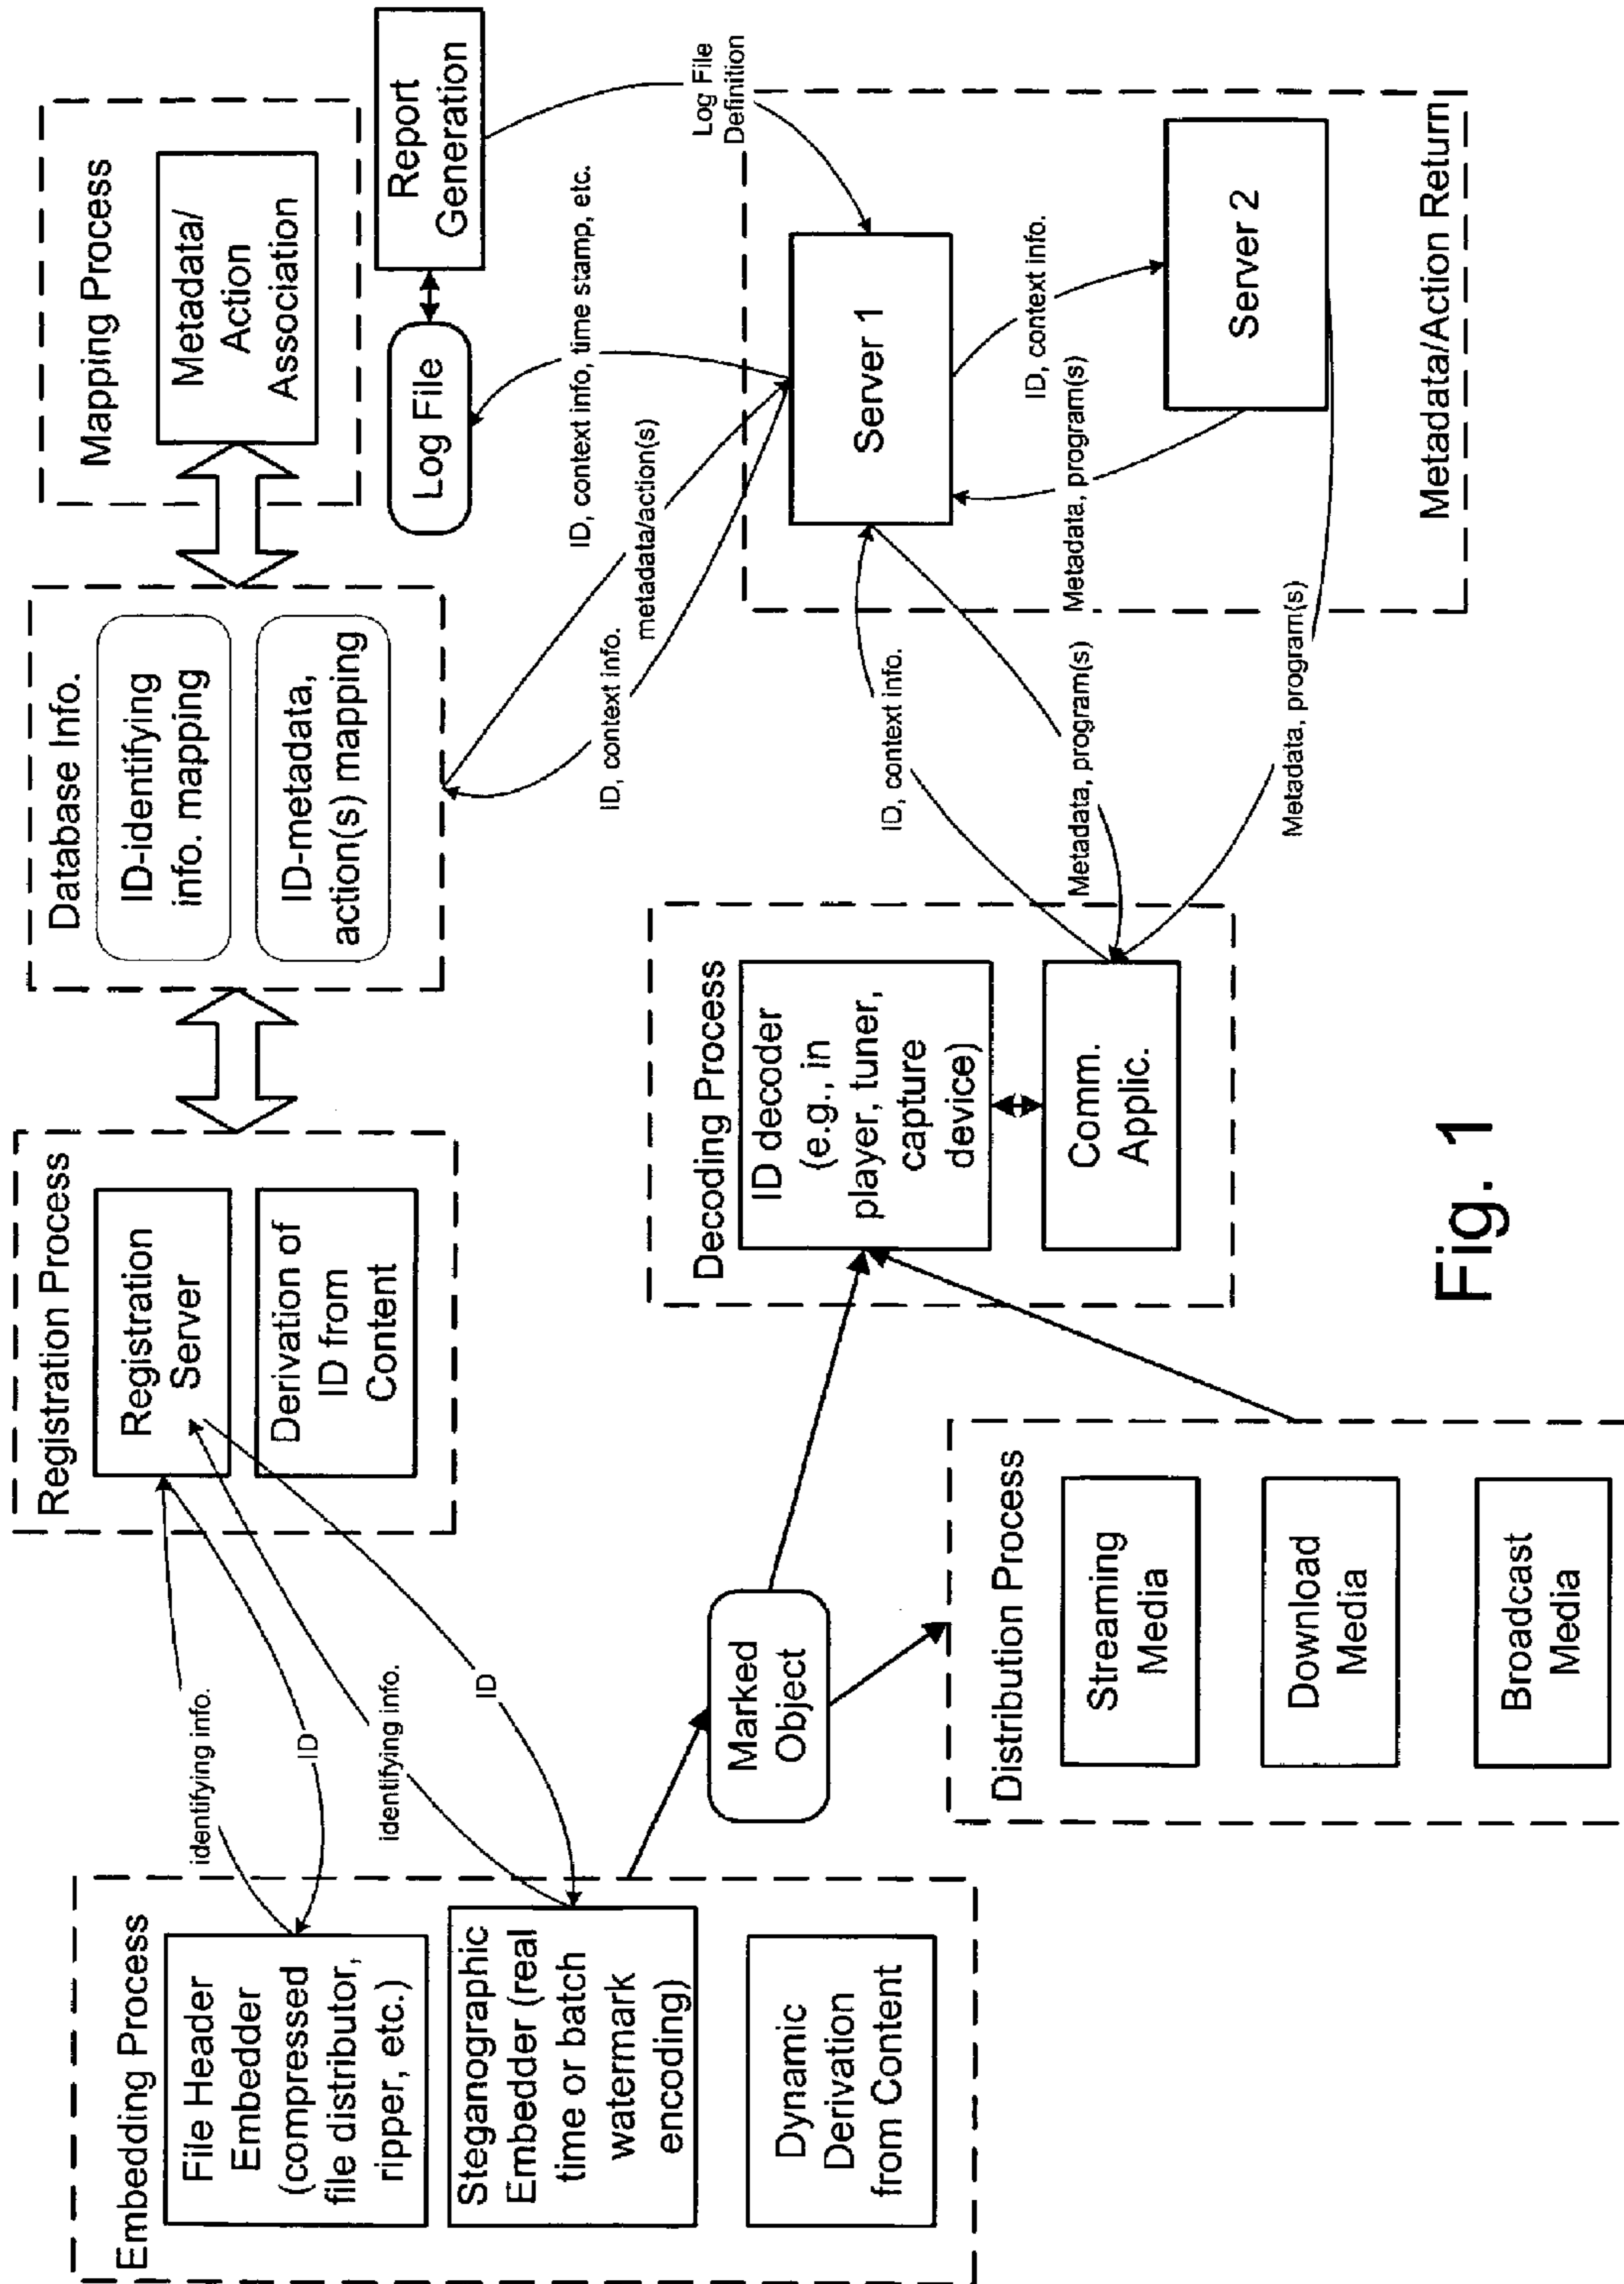 Embedding Process
File Header
Embedder
(compressed
file distributor,
ripper, etc.)
Steganographic
Embedder (real
time or batch
watermark
encoding)
Dynamic
Derivation
from Content
identifying info.
ID
identifying info.
ID
Registration Process
Registration
Server
Derivation of
ID from
Content
Database Info.
ID-identifying
info. mapping
ID-metadata,
action(s) mapping
Mapping Process
Metadata/
Action
Association
Log File
Report
Generation
Log File
Definition
ID, context info, time stamp, etc.
metadata/action(s)
ID, context info.
Marked
Object
Distribution Process
Streaming
Media
Download
Media
Broadcast
Media
Decoding Process
ID decoder
(e.g., in
player, tuner,
capture
device)
Comm.
Applic.
ID, context info.
Metadata, program(s)
Metadata, program(s)
Server 1
ID, context info.
Metadata, program(s)
Server 2
Metadata/Action Return
Fig. 1